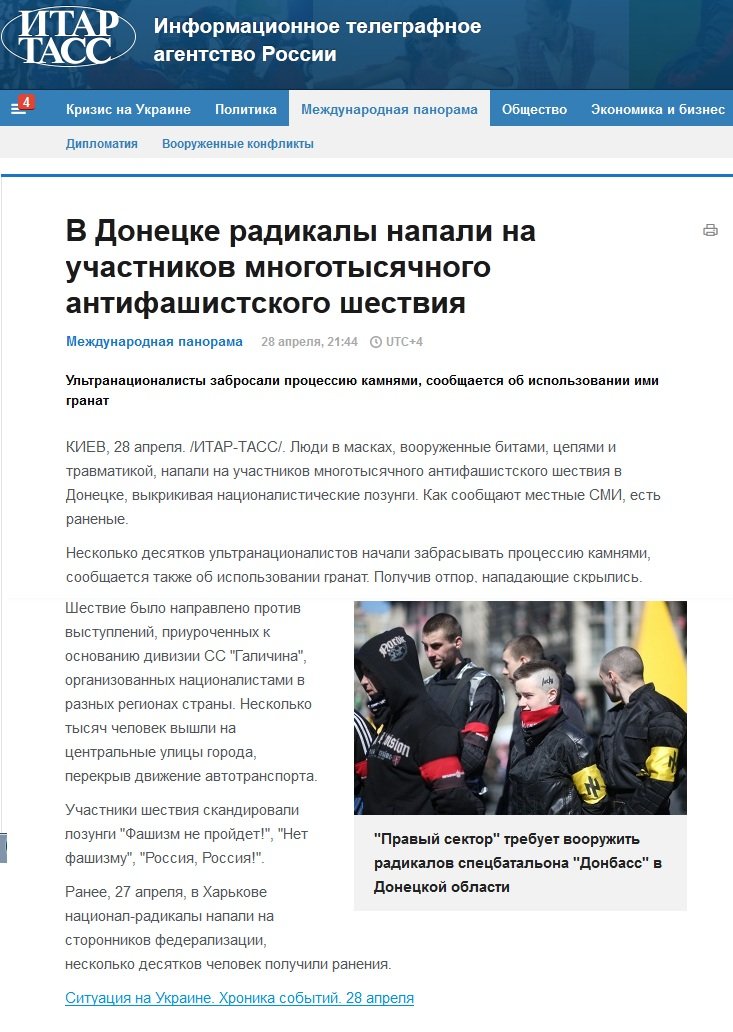 ИТАР
ТАСС
Информационное телеграфное
агентство России
4
Кризис на Украине
Политика
Международная панорама
Общество
Экономика и бизнес
Дипломатия
Вооруженные конфликты
В Донецке радикалы напали на
участников многотысячного
антифашистского шествия
Международная панорама 28 апреля, 21:44 UTC+4
Ультранационалисты забросали процессию камнями, сообщается об использовании ими
гранат
КИЕВ, 28 апреля. /ИТАР-ТАСС/. Люди в масках, вооруженные битами, цепями и
травматикой, напали на участников многотысячного антифашистского шествия в
Донецке, выкрикивая националистические лозунги. Как сообщают местные СМИ, есть
раненые.
Несколько десятков ультранационалистов начали забрасывать процессию камнями,
сообщается также об использовании гранат. Получив отпор, нападающие скрылись.
Шествие было направлено против
выступлений, приуроченных к
основанию дивизии СС "Галичина",
организованных националистами в
разных регионах страны. Несколько
тысяч человек вышли на
центральные улицы города,
перекрыв движение автотранспорта.
Участники шествия скандировали
лозунги "Фашизм не пройдет!", "Нет
фашизму", "Россия, Россия!".
Ранее, 27 апреля, в Харькове
национал-радикалы напали на
сторонников федерализации,
несколько десятков человек получили ранения.
"Правый сектор" требует вооружить
радикалов спецбатальона "Донбасс" в
Донецкой области
Ситуация на Украине. Хроника событий. 28 апреля